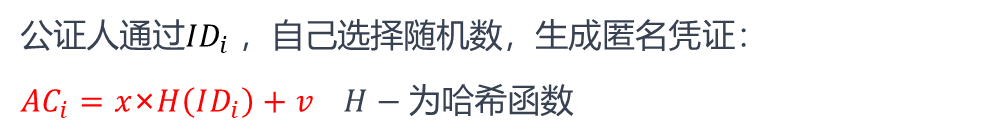 公证人通过𝐼𝐷ᵢ，自己选择随机数，生成匿名凭证：
𝐴𝐶ᵢ = 𝑥×𝐻(𝐼𝐷ᵢ) + 𝑣 𝐻 − 为哈希函数